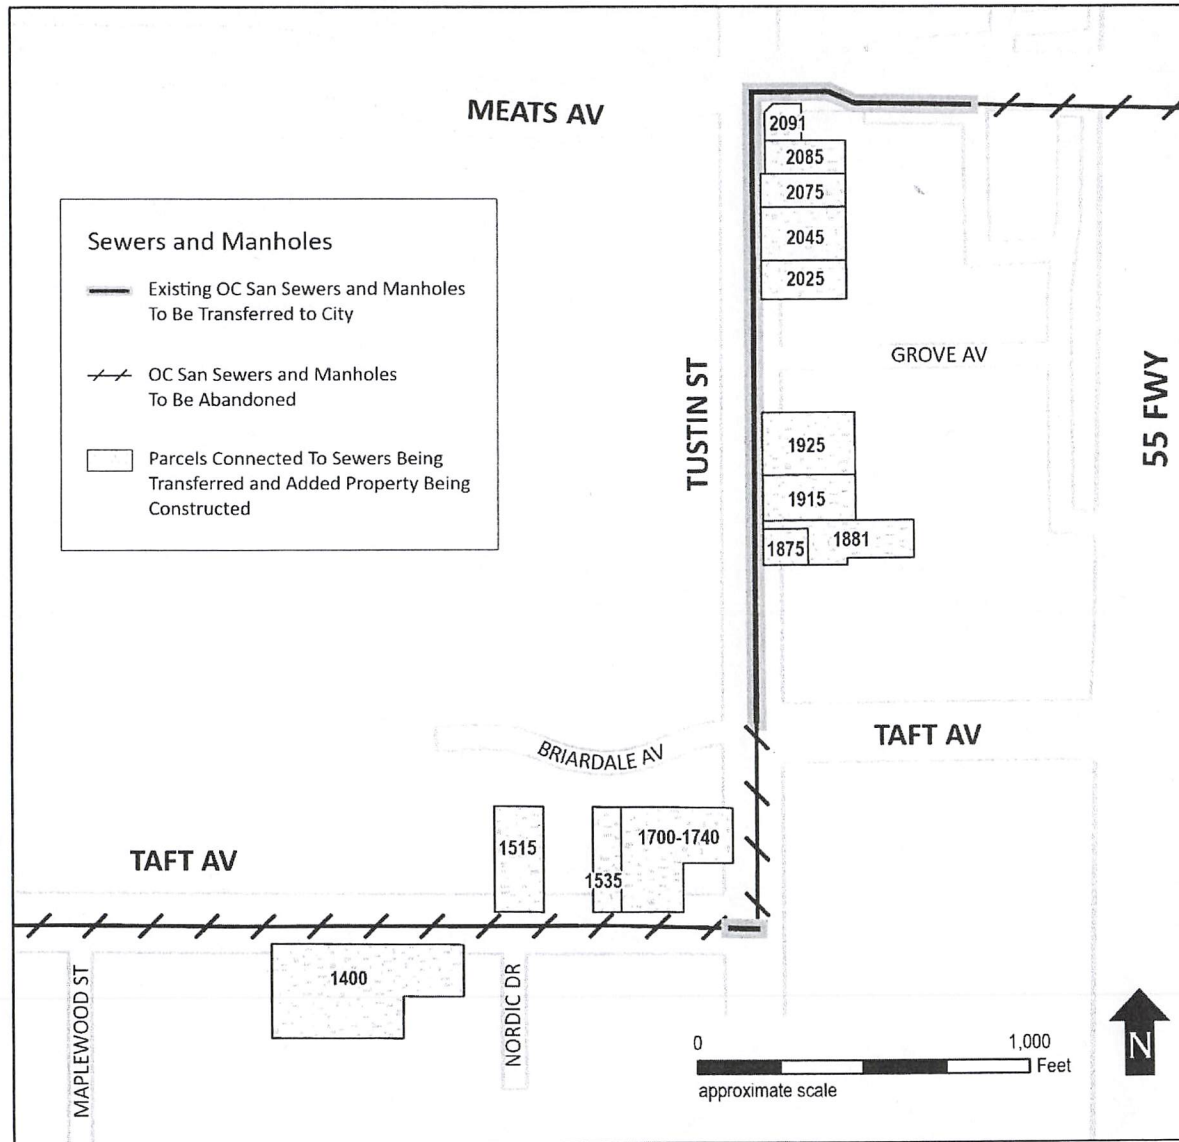 MEATS AV
2091
2085
2075
2045
2025
Sewers and Manholes
Existing OC San Sewers and Manholes
To Be Transferred to City
OC San Sewers and Manholes
To Be Abandoned
Parcels Connected To Sewers Being
Transferred and Added Property Being
Constructed
TUSTIN ST
GROVE AV
55 FWY
1925
1915
1881
1875
TAFT AV
BRIARDALE AV
1515
1535
1700-1740
TAFT AV
1400
MAPLEWOOD ST
NORDIC DR
0 1,000
Feet
approximate scale
N